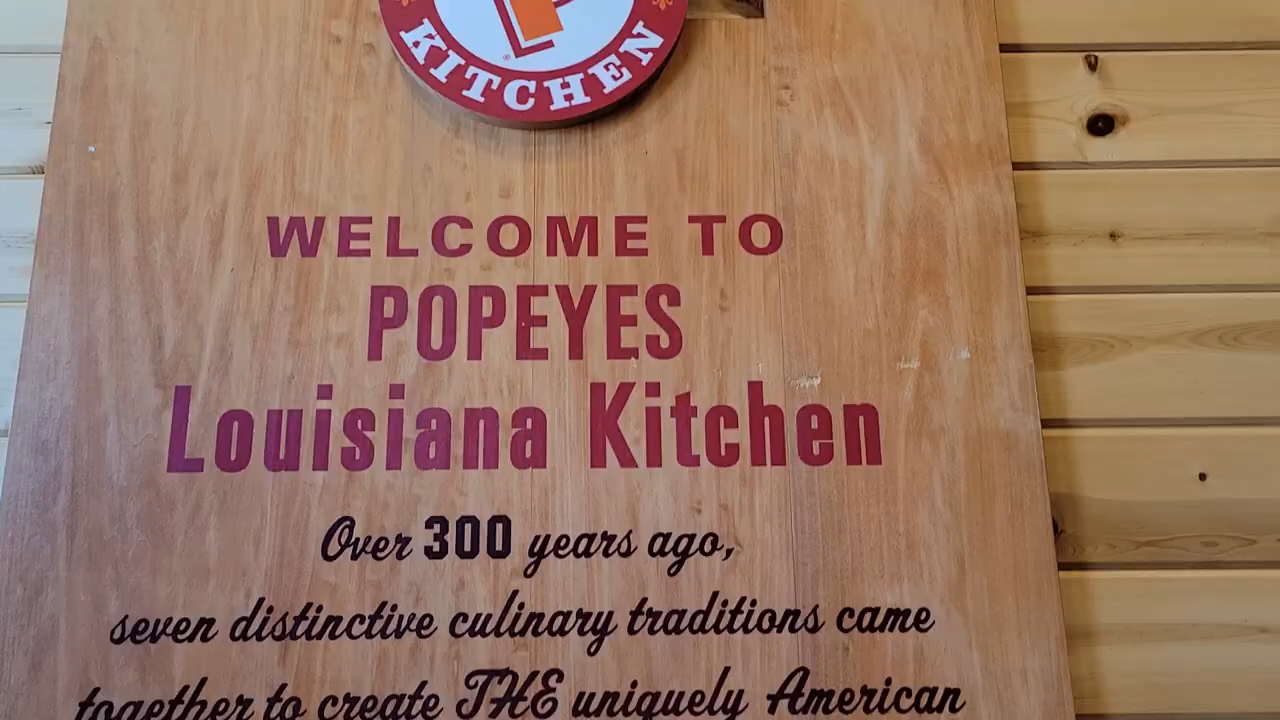 KITCHEN
WELCOME TO
POPEYES
Louisiana Kitchen
Over 300 years ago,
seven distinctive culinary traditions came
together to create THE uniquely American